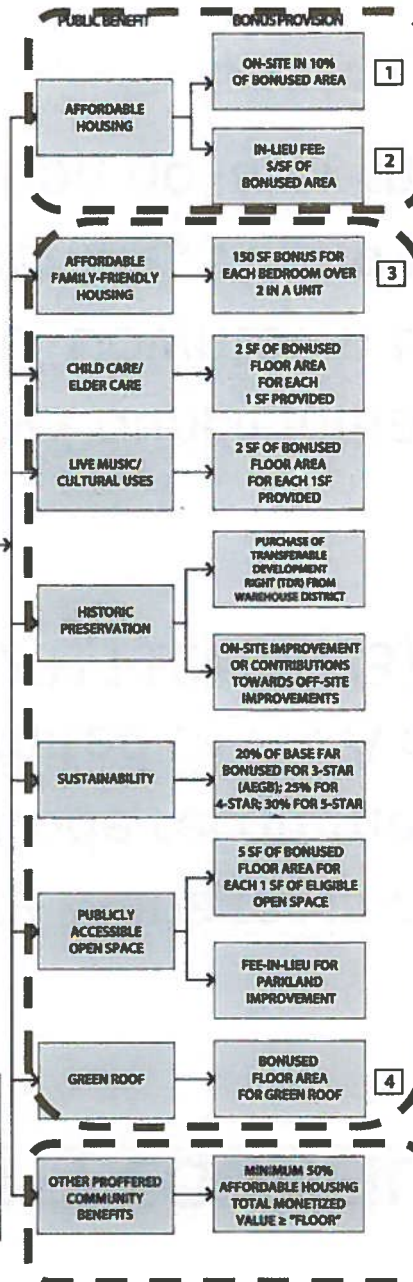 PUBLIC BENEFIT
BONUS PROVISION
AFFORDABLE
HOUSING
ON-SITE IN 10%
OF BONUSED AREA
1
IN-LIEU FEE:
$/SF OF
BONUSED AREA
2
AFFORDABLE
FAMILY-FRIENDLY
HOUSING
150 SF BONUS FOR
EACH BEDROOM OVER
2 IN A UNIT
3
CHILD CARE/
ELDER CARE
2 SF OF BONUSED
FLOOR AREA
FOR EACH
1 SF PROVIDED
LIVE MUSIC/
CULTURAL USES
2 SF OF BONUSED
FLOOR AREA
FOR EACH 1SF
PROVIDED
HISTORIC
PRESERVATION
PURCHASE OF
TRANSFERABLE
DEVELOPMENT
RIGHT (TDR) FROM
WAREHOUSE DISTRICT
ON-SITE IMPROVEMENT
OR CONTRIBUTIONS
TOWARDS OFF-SITE
IMPROVEMENTS
SUSTAINABILITY
20% OF BASE FAR
BONUSED FOR 3-STAR
(AEGB); 25% FOR
4-STAR; 30% FOR 5-STAR
PUBLICLY
ACCESSIBLE
OPEN SPACE
5 SF OF BONUSED
FLOOR AREA FOR
EACH 1 SF OF ELIGIBLE
OPEN SPACE
FEE-IN-LIEU FOR
PARKLAND
IMPROVEMENT
GREEN ROOF
BONUSED
FLOOR AREA
FOR GREEN ROOF
4
OTHER PROFFERED
COMMUNITY
BENEFITS
MINIMUM 50%
AFFORDABLE HOUSING
TOTAL MONETIZED
VALUE ≥ "FLOOR"